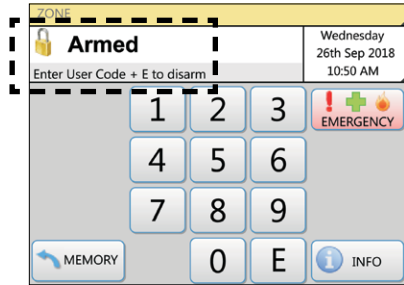 ZONE
Armed
Enter User Code + E to disarm
Wednesday
26th Sep 2018
10:50 AM
1 2 3
EMERGENCY
4 5 6
7 8 9
MEMORY
0 E
INFO